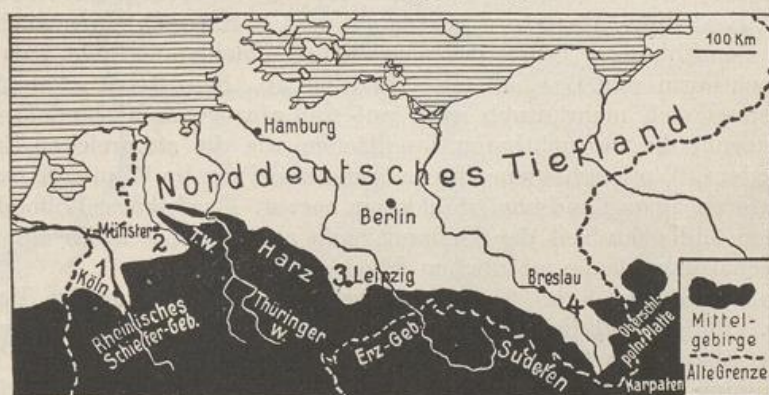 100 Km
Hamburg
Norddeutsches Tiefland
Berlin
Münster
2
T.W.
Harz
1
Köln
3.
Leipzig
Breslau
4
Rheinisches
Schiefer-Geb.
Thüringer
W.
Erz-Geb.
Sudeten
Oberschl.
poln. Platte
Karpaten
Mittel-
gebirge
Alte Grenze